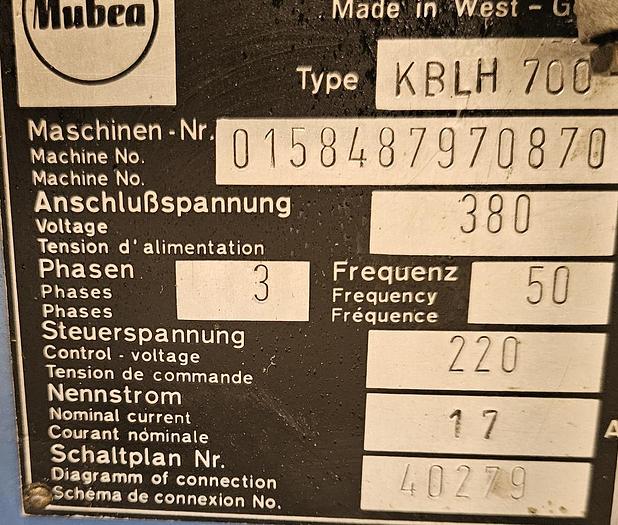 Mubea
Made in West - G
Type KBLH 700
Maschinen - Nr. 0158487970870
Machine No.
Machine No.
Anschlußspannung 380
Voltage
Tension d'alimentation
Phasen 3 Frequenz 50
Phases Frequency
Phases Fréquence
Steuerspannung 220
Control - voltage
Tension de commande
Nennstrom 17 A
Nominal current
Courant nóminale
Schaltplan Nr. 40279
Diagramm of connection
Schéma de connexion No.